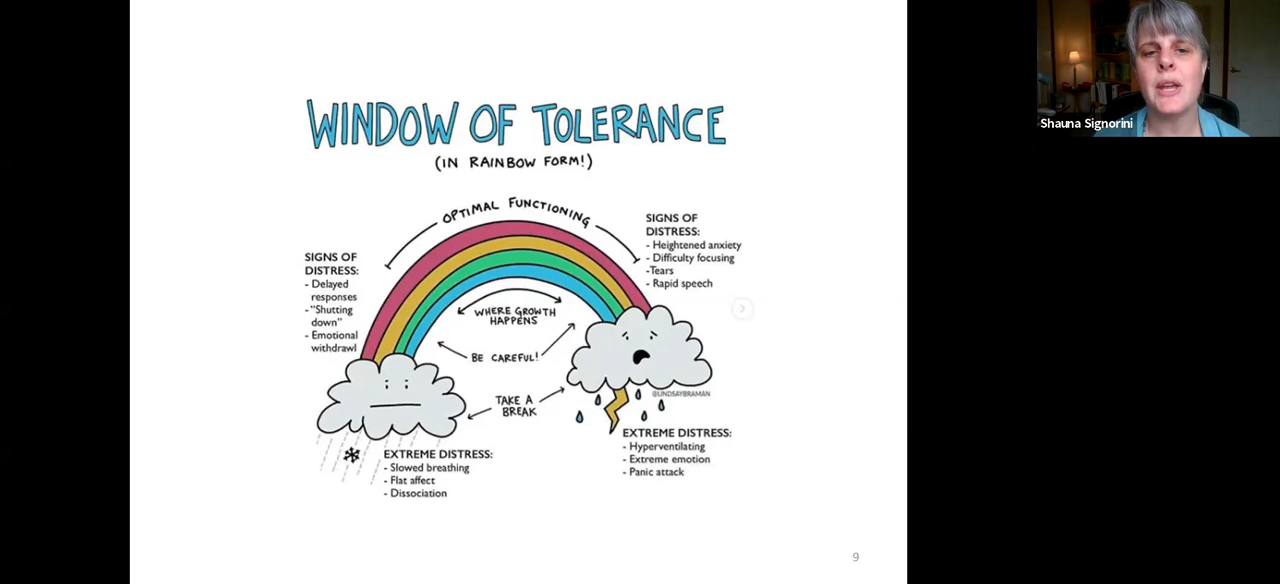 WINDOW OF TOLERANCE
(IN RAINBOW FORM!)
OPTIMAL FUNCTIONING
SIGNS OF
DISTRESS:
- Delayed
responses
- "Shutting
down"
- Emotional
withdrawl
SIGNS OF
DISTRESS:
- Heightened anxiety
- Difficulty focusing
-Tears
- Rapid speech
WHERE GROWTH
HAPPENS
BE CAREFUL!
TAKE A
BREAK
@LINDSAYBRAMAN
EXTREME DISTRESS:
- Slowed breathing
- Flat affect
- Dissociation
EXTREME DISTRESS:
- Hyperventilating
- Extreme emotion
- Panic attack
9
Shauna Signorini